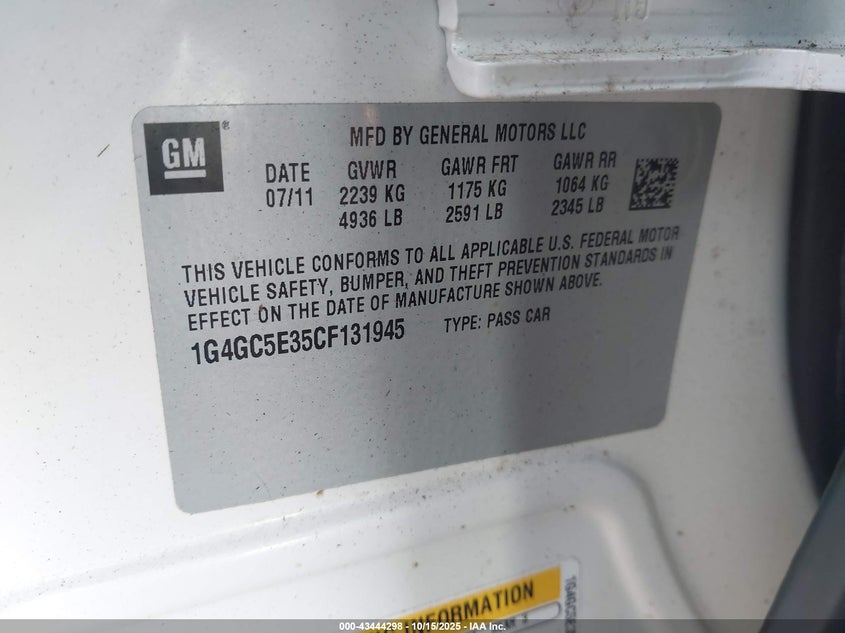 GM
®
MFD BY GENERAL MOTORS LLC
DATE GVWR GAWR FRT GAWR RR
07/11 2239 KG 1175 KG 1064 KG
4936 LB 2591 LB 2345 LB
THIS VEHICLE CONFORMS TO ALL APPLICABLE U.S. FEDERAL MOTOR
VEHICLE SAFETY, BUMPER, AND THEFT PREVENTION STANDARDS IN
EFFECT ON THE DATE OF MANUFACTURE SHOWN ABOVE.
1G4GC5E35CF131945 TYPE: PASS CAR
INFORMATION
#43444298 - 10/15/2025 - IAA Inc.